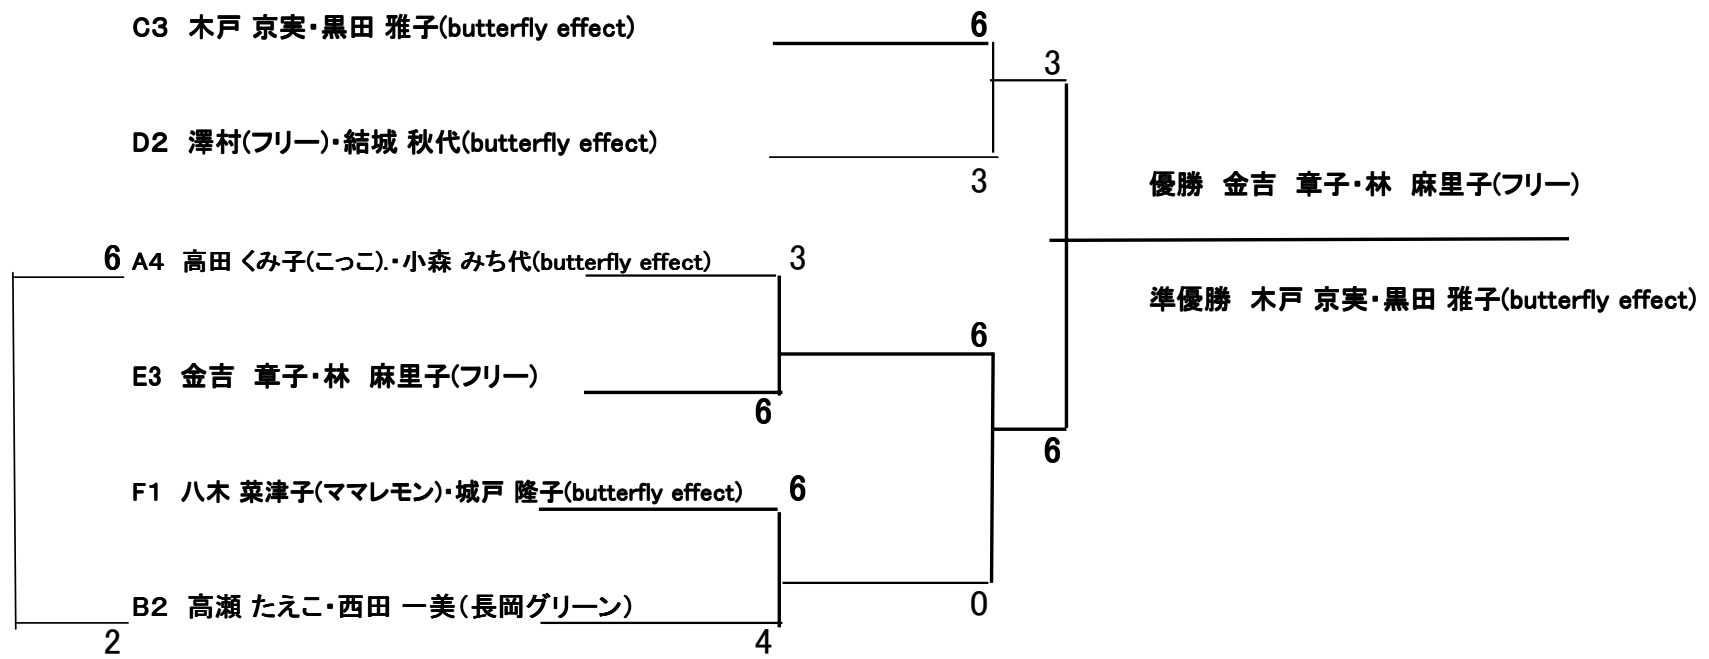 C3　木戸 京実・黒田 雅子(butterfly effect)
6
3
D2　澤村(フリー)・結城 秋代(butterfly effect)
3
優勝　金吉　章子・林　麻里子(フリー)
6
A4　高田 くみ子(こっこ).・小森 みち代(butterfly effect)
3
準優勝　木戸 京実・黒田 雅子(butterfly effect)
6
E3　金吉　章子・林　麻里子(フリー)
6
6
F1　八木 菜津子(ママレモン)・城戸 隆子(butterfly effect)
6
B2　高瀬 たえこ・西田 一美（長岡グリーン）
0
2
4